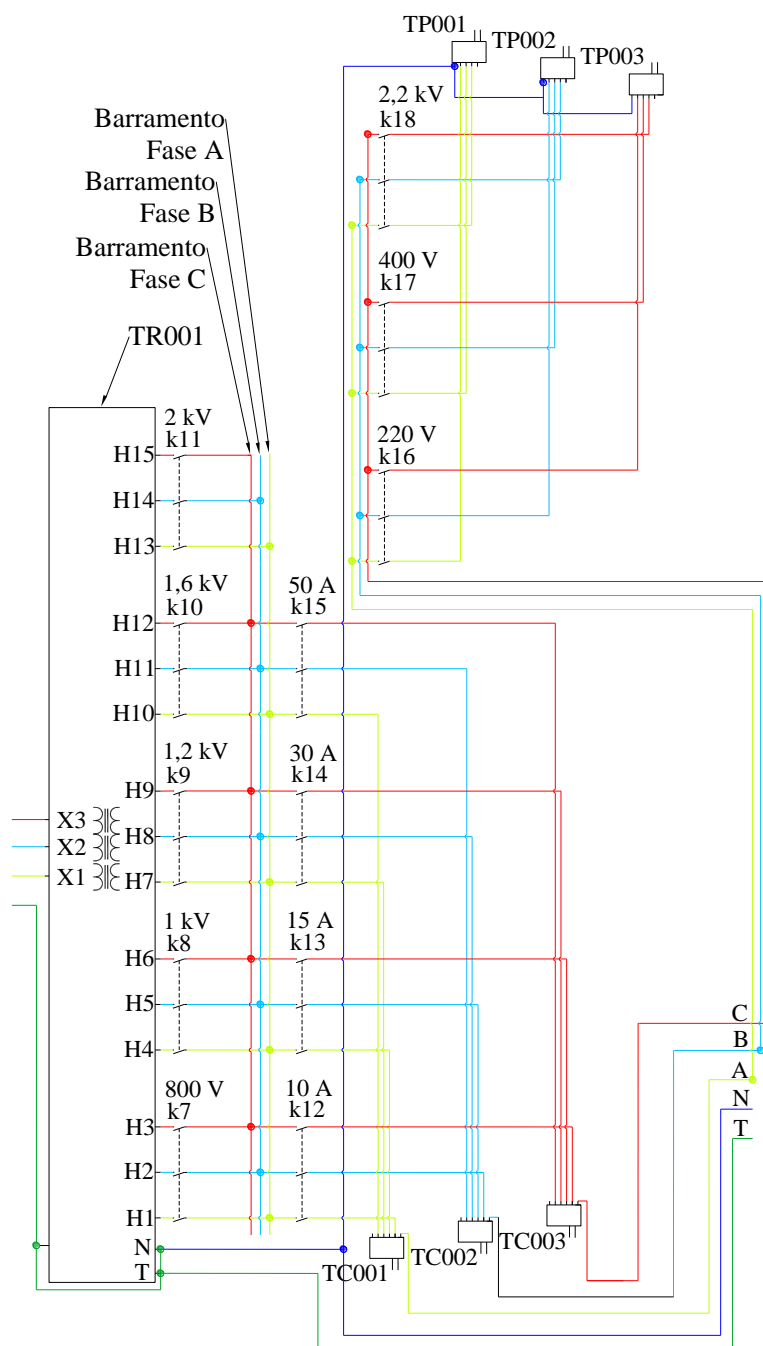 TP001
TP002
TP003
2,2 kV
k18
Barramento
Fase A
Barramento
Fase B
Barramento
Fase C
400 V
k17
TR001
220 V
k16
2 kV
k11
H15
H14
H13
1,6 kV
k10
50 A
k15
H12
H11
H10
1,2 kV
k9
30 A
k14
H9
X3
H8
X2
H7
X1
1 kV
k8
15 A
k13
H6
H5
H4
C
B
A
N
T
800 V
k7
10 A
k12
H3
H2
H1
N
T
TC001
TC002
TC003